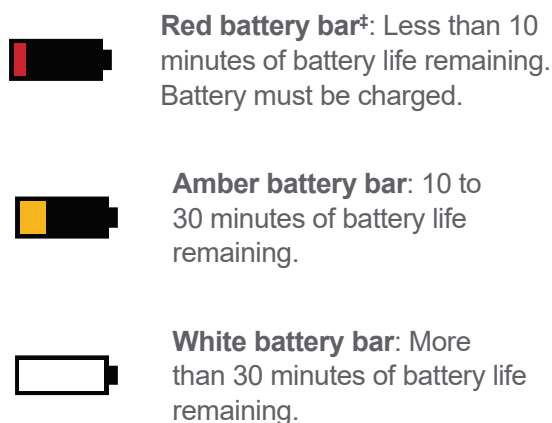 Red battery bar‡: Less than 10
minutes of battery life remaining.
Battery must be charged.
Amber battery bar: 10 to
30 minutes of battery life
remaining.
White battery bar: More
than 30 minutes of battery life
remaining.